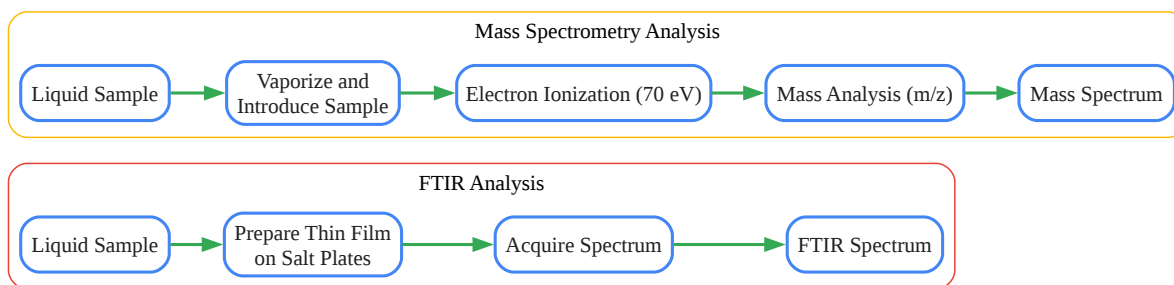 Mass Spectrometry Analysis
Liquid Sample
Vaporize and
Introduce Sample
Electron Ionization (70 eV)
Mass Analysis (m/z)
Mass Spectrum
FTIR Analysis
Liquid Sample
Prepare Thin Film
on Salt Plates
Acquire Spectrum
FTIR Spectrum